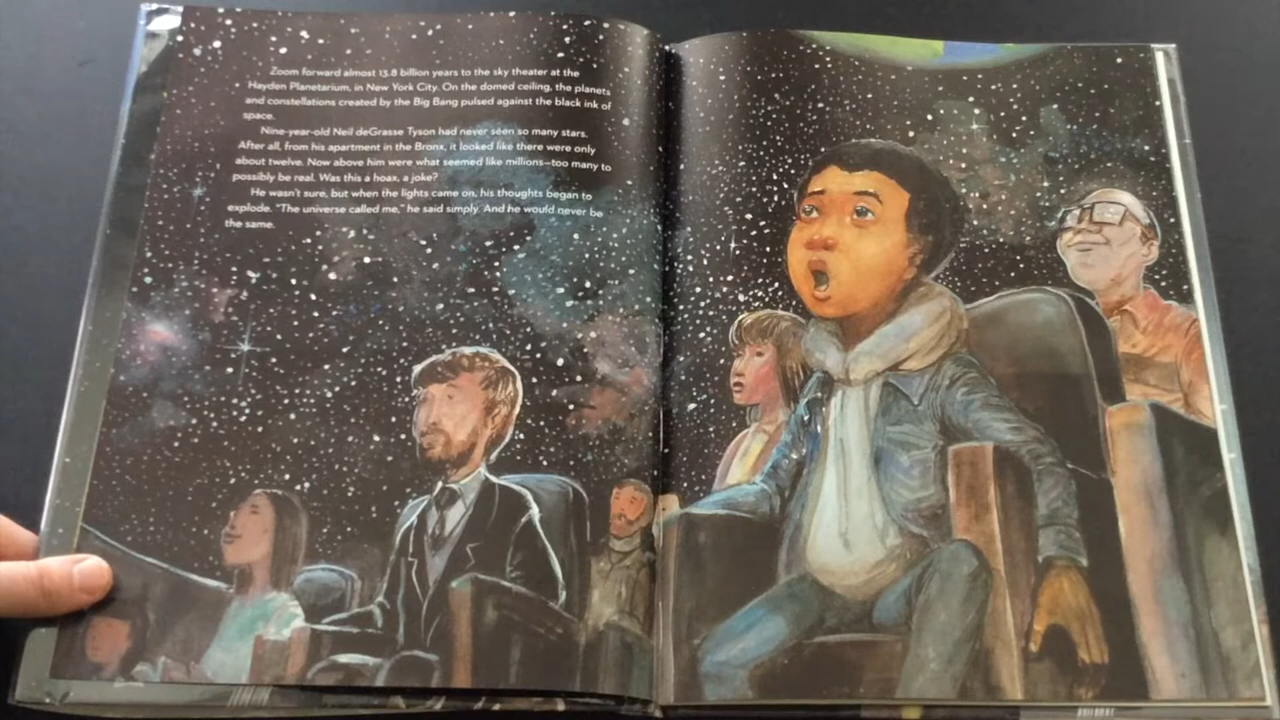 Zoom forward almost 13.8 billion years to the sky theater at the
Hayden Planetarium, in New York City. On the domed ceiling, the planets
and constellations created by the Big Bang pulsed against the black ink of
space.
Nine-year-old Neil deGrasse Tyson had never seen so many stars.
After all, from his apartment in the Bronx, it looked like there were only
about twelve. Now above him were what seemed like millions—too many to
possibly be real. Was this a hoax, a joke?
He wasn't sure, but when the lights came on, his thoughts began to
explode. "The universe called me," he said simply. And he would never be
the same.